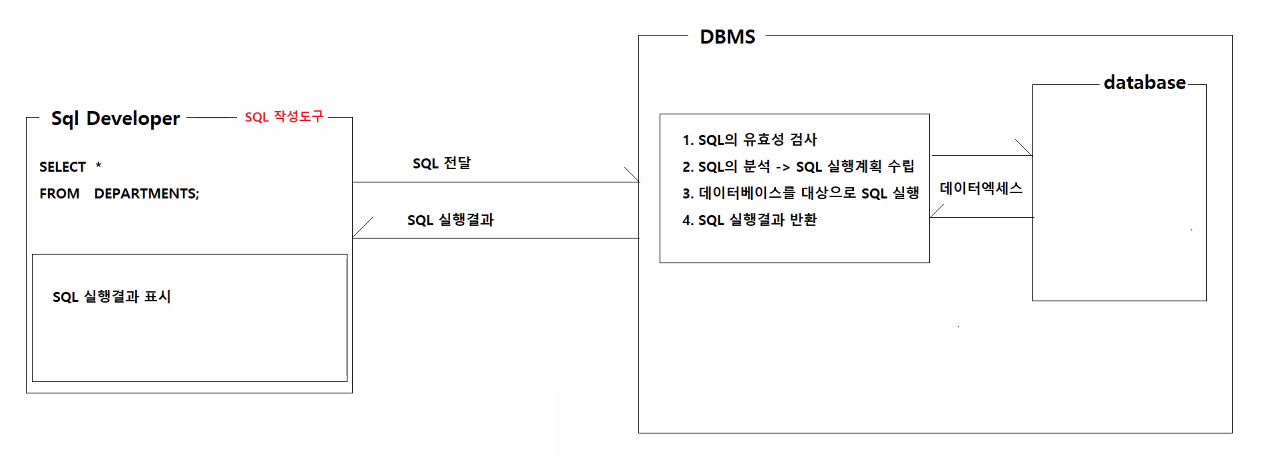 DBMS
database
Sql Developer
SQL 작성도구
SELECT *
FROM DEPARTMENTS;
SQL 실행결과 표시
SQL 전달
SQL 실행결과
1. SQL의 유효성 검사
2. SQL의 분석 -> SQL 실행계획 수립
3. 데이터베이스를 대상으로 SQL 실행
4. SQL 실행결과 반환
데이터엑세스